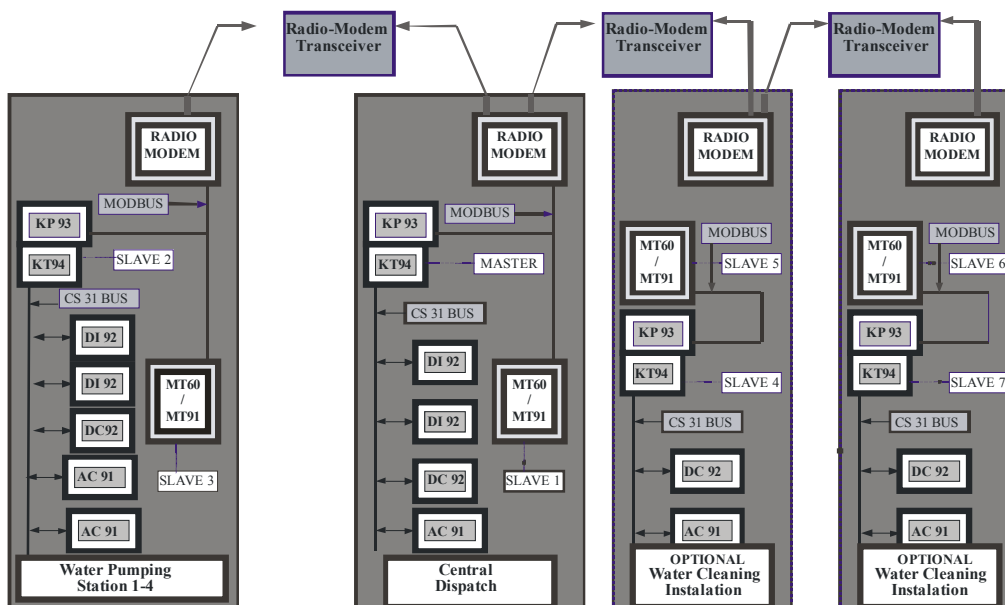 Radio-Modem
Transceiver
Radio-Modem
Transceiver
Radio-Modem
Transceiver
RADIO
MODEM
MODBUS
KP 93
KT94
SLAVE 2
CS 31 BUS
DI 92
DI 92
DC92
AC 91
AC 91
MT60
/
MT91
SLAVE 3
Water Pumping
Station 1-4
RADIO
MODEM
MODBUS
KP 93
KT94
MASTER
CS 31 BUS
DI 92
DI 92
DC 92
AC 91
MT60
/
MT91
SLAVE 1
Central
Dispatch
RADIO
MODEM
MT60
/
MT91
MODBUS
SLAVE 5
KP 93
KT94
SLAVE 4
CS 31 BUS
DC 92
AC 91
OPTIONAL
Water Cleaning
Instalation
RADIO
MODEM
MT60
/
MT91
MODBUS
SLAVE 6
KP 93
KT94
SLAVE 7
CS 31 BUS
DC 92
AC 91
OPTIONAL
Water Cleaning
Instalation